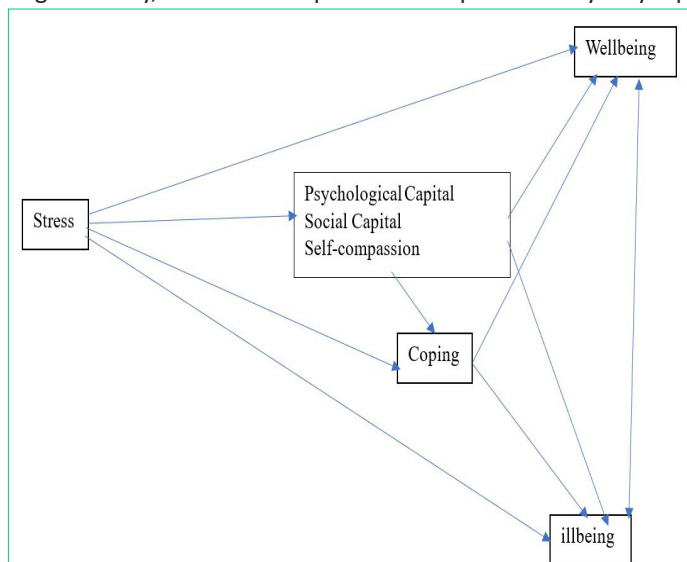 Wellbeing
Psychological Capital
Social Capital
Self-compassion
Stress
Coping
illbeing